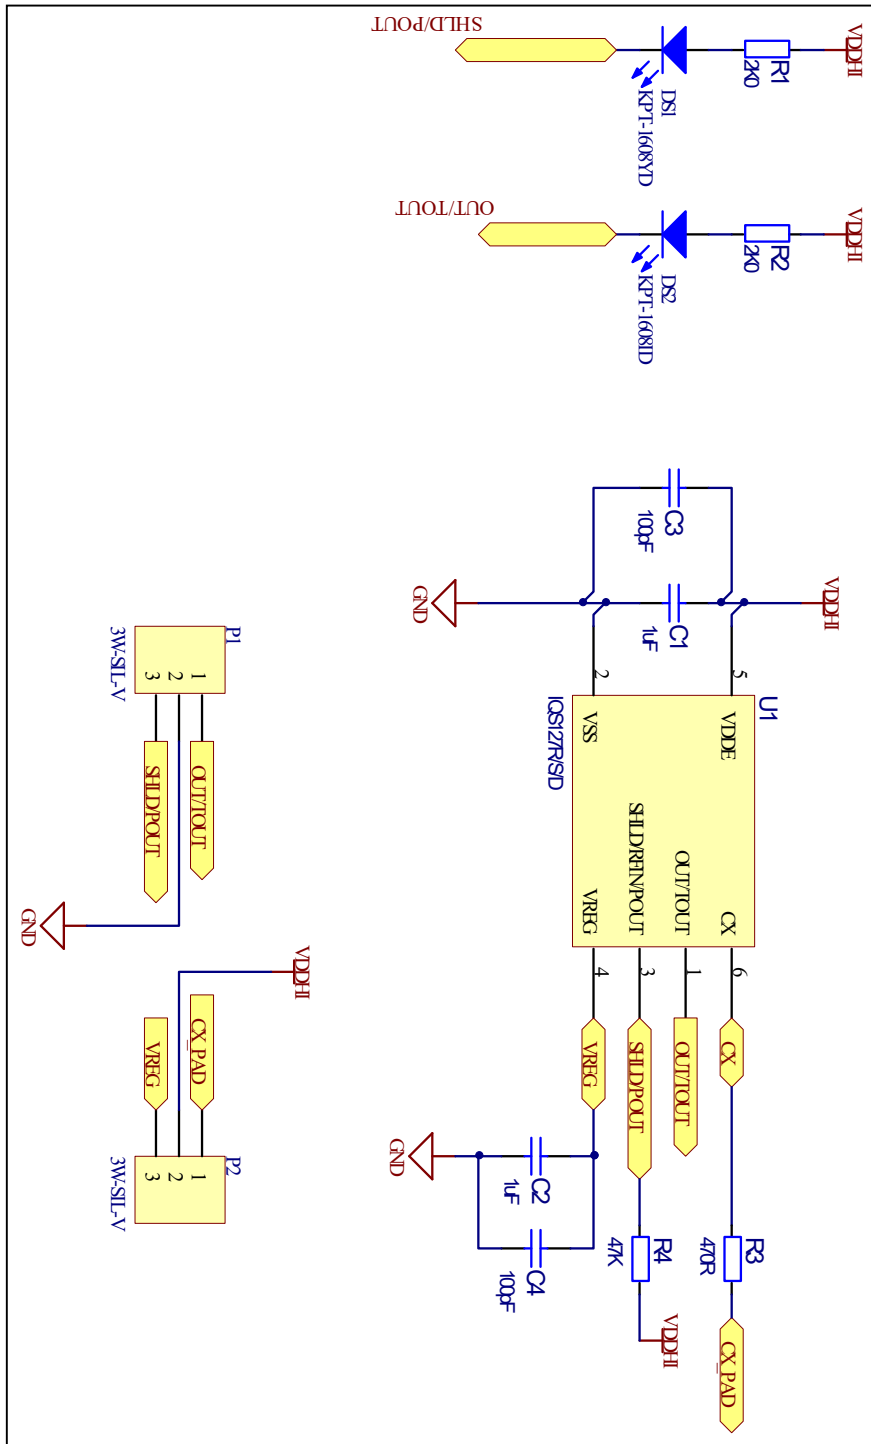 VDDHI
R1
2K0
DS1
KPT-1608YD
SHLD/POUT
VDDHI
R2
2K0
DS2
KPT-1608ID
OUT/TOUT
C3
100pF
C1
1uF
VDDHI
GND
U1
IQS127R/S/D
5
VDDE
2
VSS
CX
6
OUT/TOUT
1
SHLD/RFIN/POUT
3
VREG
4
CX
OUT/TOUT
SHLD/POUT
VREG
R3
470R
CX_PAD
R4
47K
VDDHI
C2
1uF
C4
100pF
GND
P1
3W-SIL-V
1
2
3
OUT/TOUT
SHLD/POUT
GND
VDDHI
CX_PAD
VREG
P2
3W-SIL-V
1
2
3